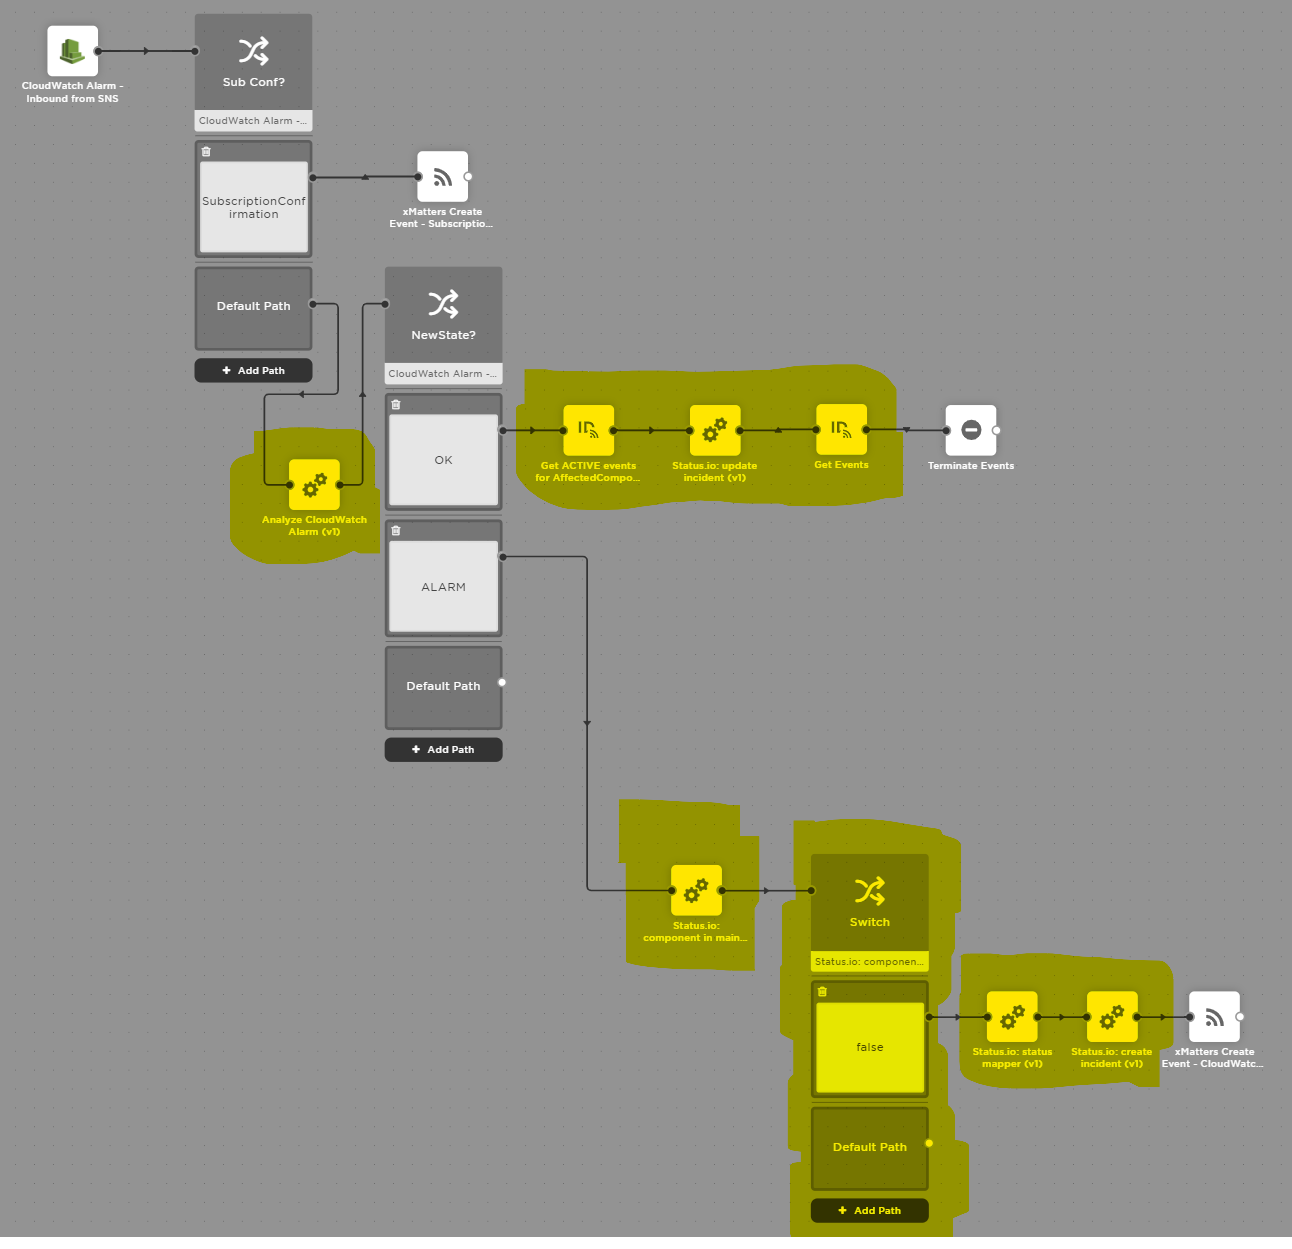 CloudWatch Alarm -
Inbound from SNS
Sub Conf?
CloudWatch Alarm -...
SubscriptionConf
irmation
xMatters Create
Event - Subscriptio...
Default Path
+ Add Path
NewState?
CloudWatch Alarm -...
OK
Get ACTIVE events
for AffectedCompo...
Status.io: update
incident (v1)
Get Events
Terminate Events
Analyze CloudWatch
Alarm (v1)
ALARM
Default Path
+ Add Path
Status.io:
component in main...
Switch
Status.io: componen...
false
Status.io: status
mapper (v1)
Status.io: create
incident (v1)
xMatters Create
Event - CloudWatc...
Default Path
+ Add Path